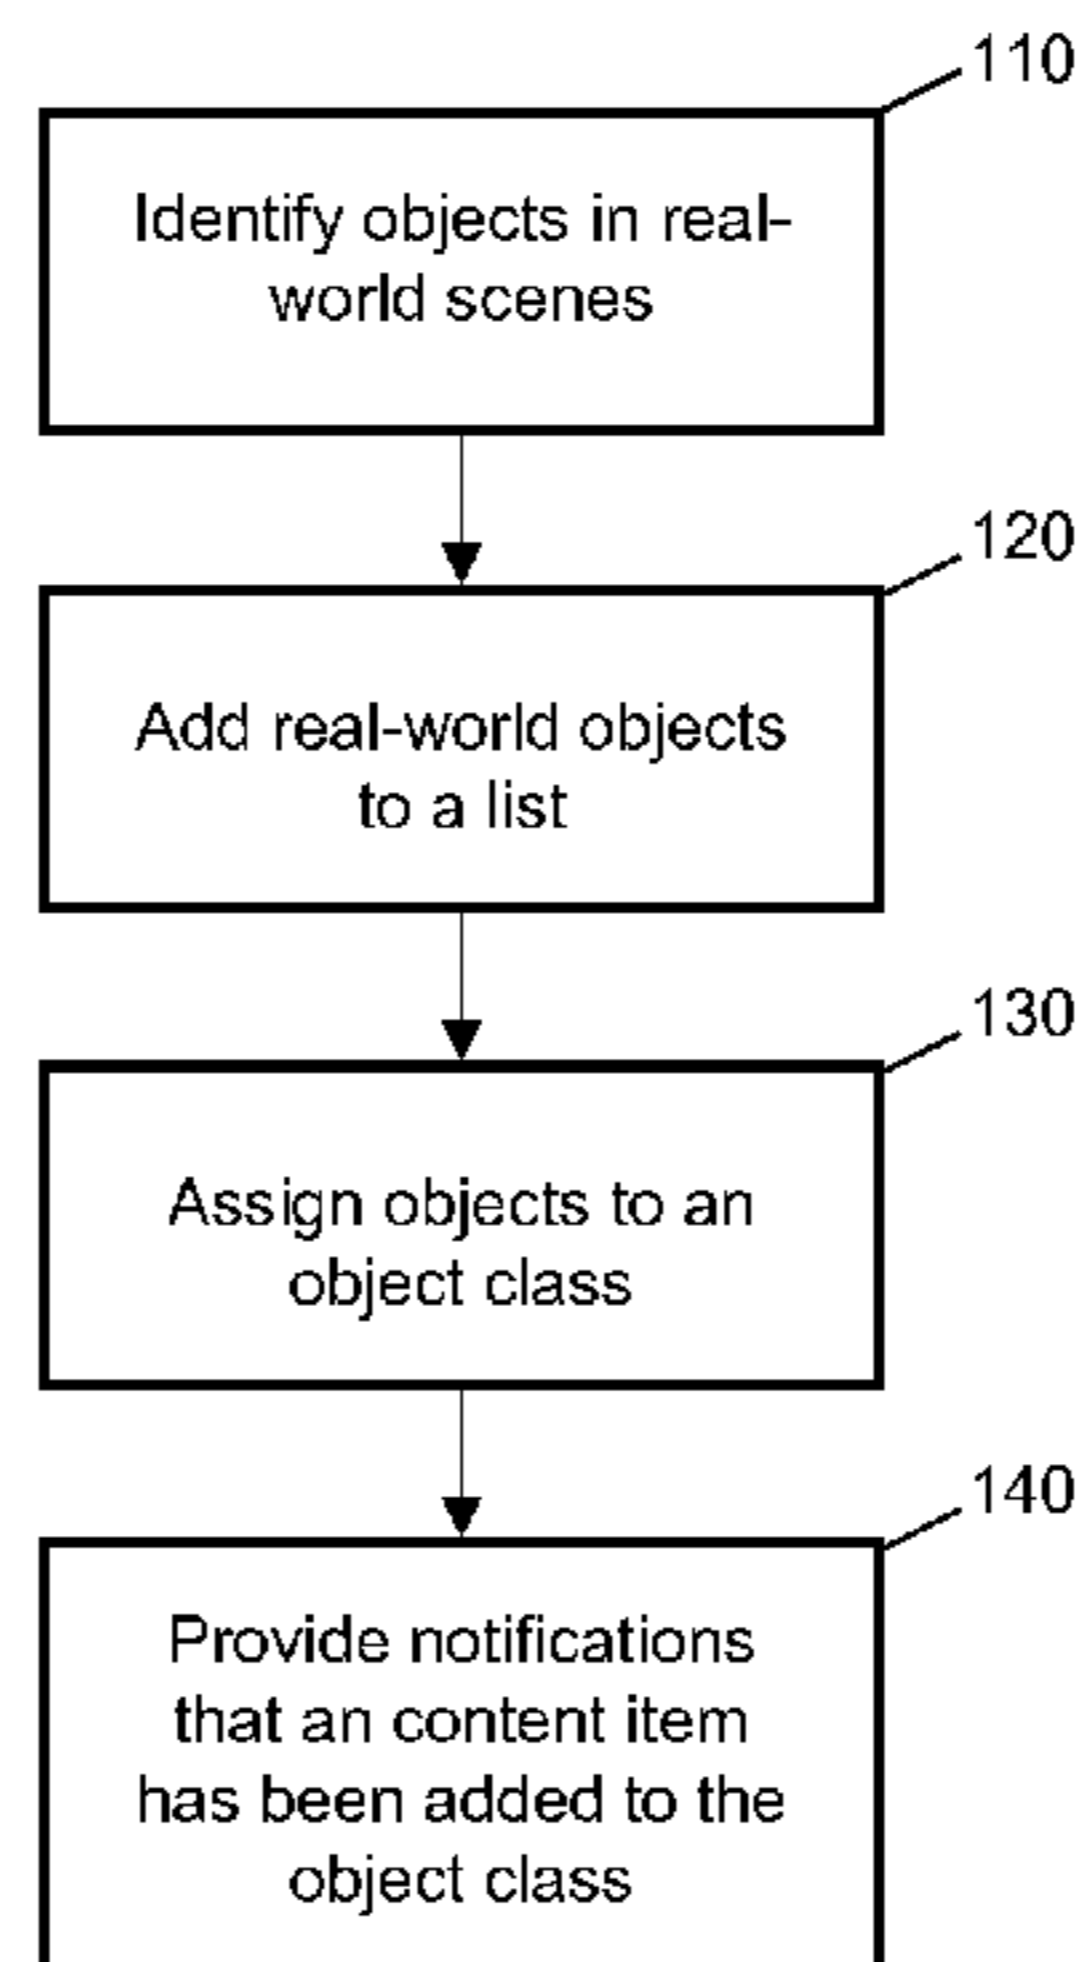 110
Identify objects in real-
world scenes
120
Add real-world objects
to a list
130
Assign objects to an
object class
140
Provide notifications
that an content item
has been added to the
object class